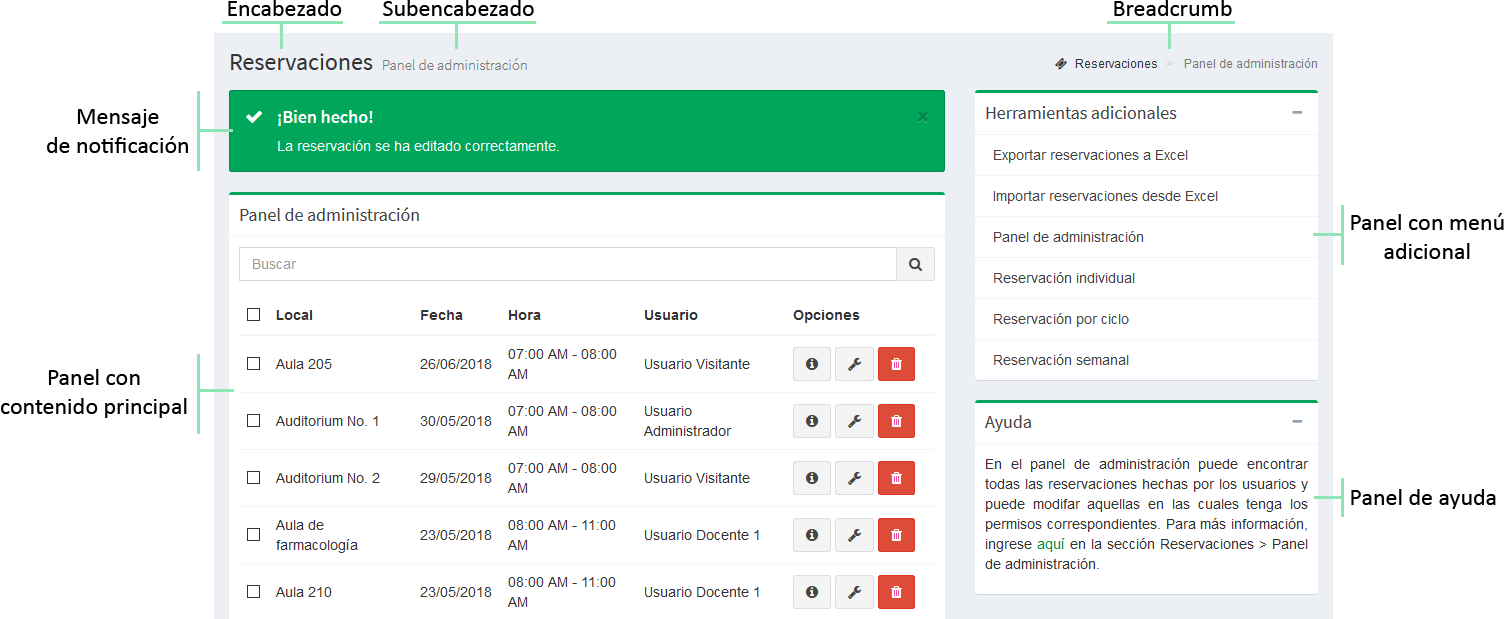 Encabezado
Subencabezado
Breadcrumb
Reservaciones Panel de administración
Reservaciones > Panel de administración
Mensaje
de notificación
¡Bien hecho! ×
La reservación se ha editado correctamente.
Panel de administración
Buscar
Local Fecha Hora Usuario Opciones
Aula 205 26/06/2018 07:00 AM - 08:00 AM Usuario Visitante
Auditorium No. 1 30/05/2018 07:00 AM - 08:00 AM Usuario Administrador
Auditorium No. 2 29/05/2018 07:00 AM - 08:00 AM Usuario Visitante
Aula de farmacología 23/05/2018 08:00 AM - 11:00 AM Usuario Docente 1
Aula 210 23/05/2018 08:00 AM - 11:00 AM Usuario Docente 1
Panel con
contenido principal
Herramientas adicionales
Exportar reservaciones a Excel
Importar reservaciones desde Excel
Panel de administración
Reservación individual
Reservación por ciclo
Reservación semanal
Panel con menú
adicional
Ayuda
En el panel de administración puede encontrar
todas las reservaciones hechas por los usuarios y
puede modifar aquellas en las cuales tenga los
permisos correspondientes. Para más información,
ingrese aquí en la sección Reservaciones > Panel
de administración.
Panel de ayuda